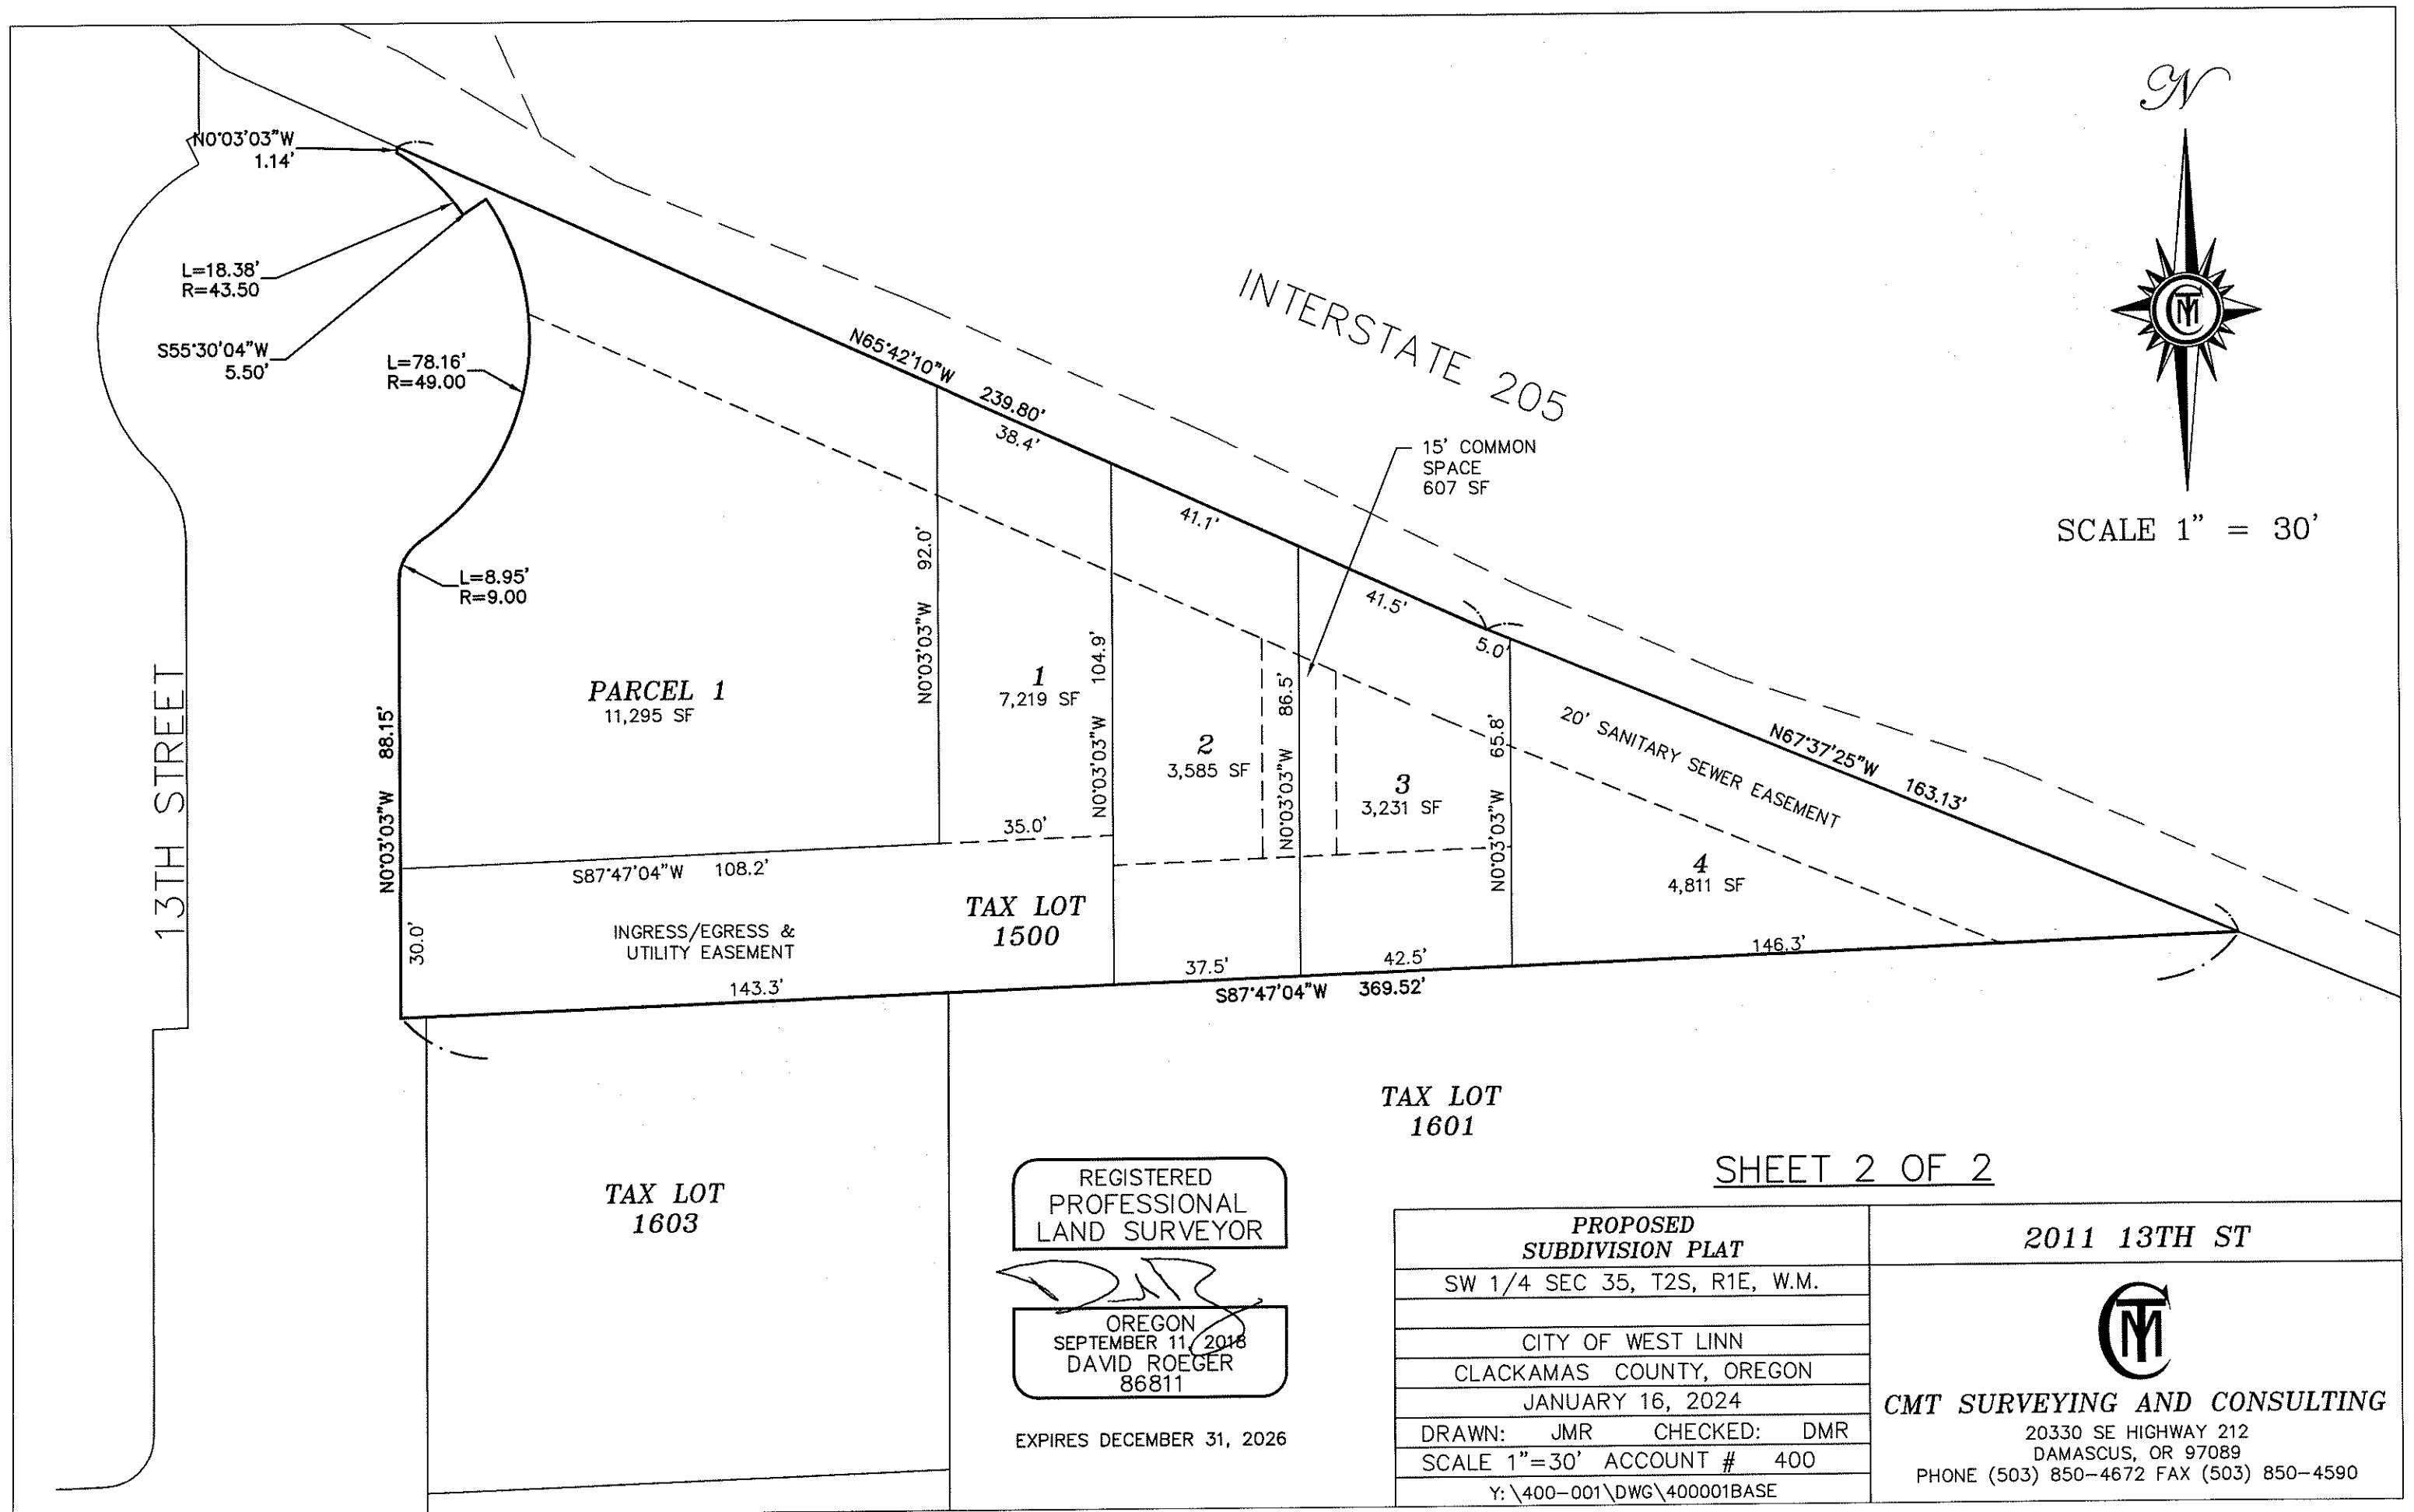 N
N0°03'03"W
1.14'
L=18.38'
R=43.50
S55°30'04"W
5.50'
L=78.16'
R=49.00
L=8.95'
R=9.00
N65°42'10"W 239.80'
38.4'
INTERSTATE 205
15' COMMON
SPACE
607 SF
SCALE 1" = 30'
41.1'
41.5'
5.0'
N0°03'03"W 92.0'
N0°03'03"W 104.9'
N0°03'03"W 86.5'
N0°03'03"W 65.8'
13TH STREET
N0°03'03"W 88.15'
PARCEL 1
11,295 SF
1
7,219 SF
2
3,585 SF
3
3,231 SF
4
4,811 SF
20' SANITARY SEWER EASEMENT
N67°37'25"W 163.13'
35.0'
S87°47'04"W 108.2'
30.0'
INGRESS/EGRESS &
UTILITY EASEMENT
TAX LOT
1500
143.3'
37.5'
42.5'
146.3'
S87°47'04"W 369.52'
TAX LOT
1601
TAX LOT
1603
REGISTERED
PROFESSIONAL
LAND SURVEYOR
OREGON
SEPTEMBER 11, 2018
DAVID ROEGER
86811
EXPIRES DECEMBER 31, 2026
SHEET 2 OF 2
PROPOSED
SUBDIVISION PLAT
SW 1/4 SEC 35, T2S, R1E, W.M.
CITY OF WEST LINN
CLACKAMAS COUNTY, OREGON
JANUARY 16, 2024
DRAWN: JMR CHECKED: DMR
SCALE 1"=30' ACCOUNT # 400
Y:\400-001\DWG\400001BASE
2011 13TH ST
CMT
CMT SURVEYING AND CONSULTING
20330 SE HIGHWAY 212
DAMASCUS, OR 97089
PHONE (503) 850-4672 FAX (503) 850-4590